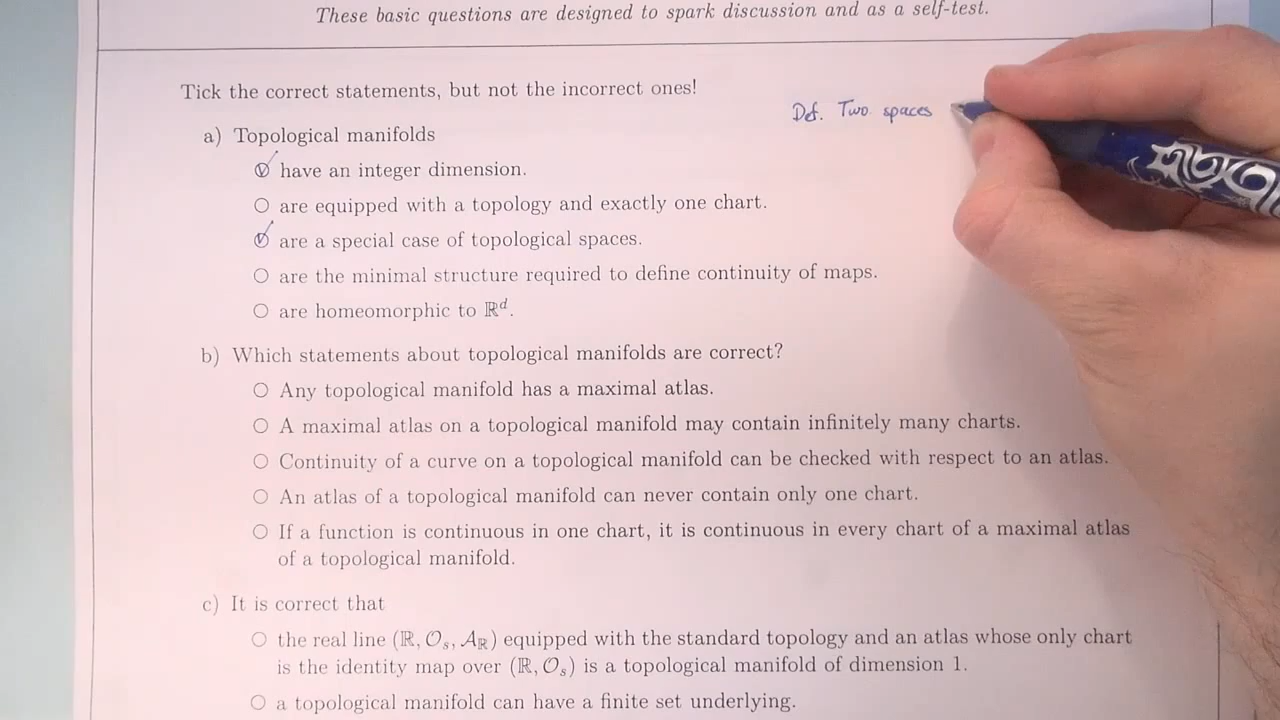 These basic questions are designed to spark discussion and as a self-test.
Tick the correct statements, but not the incorrect ones!
Def. Two spaces
a) Topological manifolds
have an integer dimension.
are equipped with a topology and exactly one chart.
are a special case of topological spaces.
are the minimal structure required to define continuity of maps.
are homeomorphic to ℝᵈ.
b) Which statements about topological manifolds are correct?
Any topological manifold has a maximal atlas.
A maximal atlas on a topological manifold may contain infinitely many charts.
Continuity of a curve on a topological manifold can be checked with respect to an atlas.
An atlas of a topological manifold can never contain only one chart.
If a function is continuous in one chart, it is continuous in every chart of a maximal atlas
of a topological manifold.
c) It is correct that
the real line (ℝ, 𝒪ₛ, 𝒜_ℝ) equipped with the standard topology and an atlas whose only chart
is the identity map over (ℝ, 𝒪ₛ) is a topological manifold of dimension 1.
a topological manifold can have a finite set underlying.